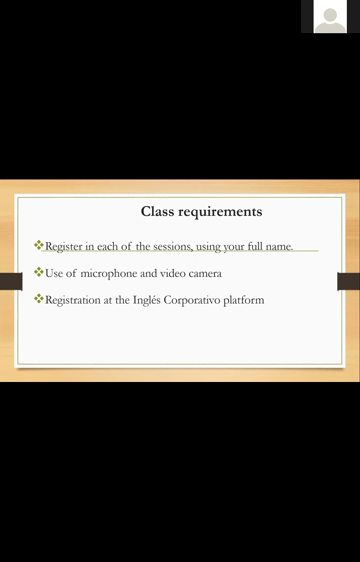 Class requirements
Register in each of the sessions, using your full name.
Use of microphone and video camera
Registration at the Inglés Corporativo platform